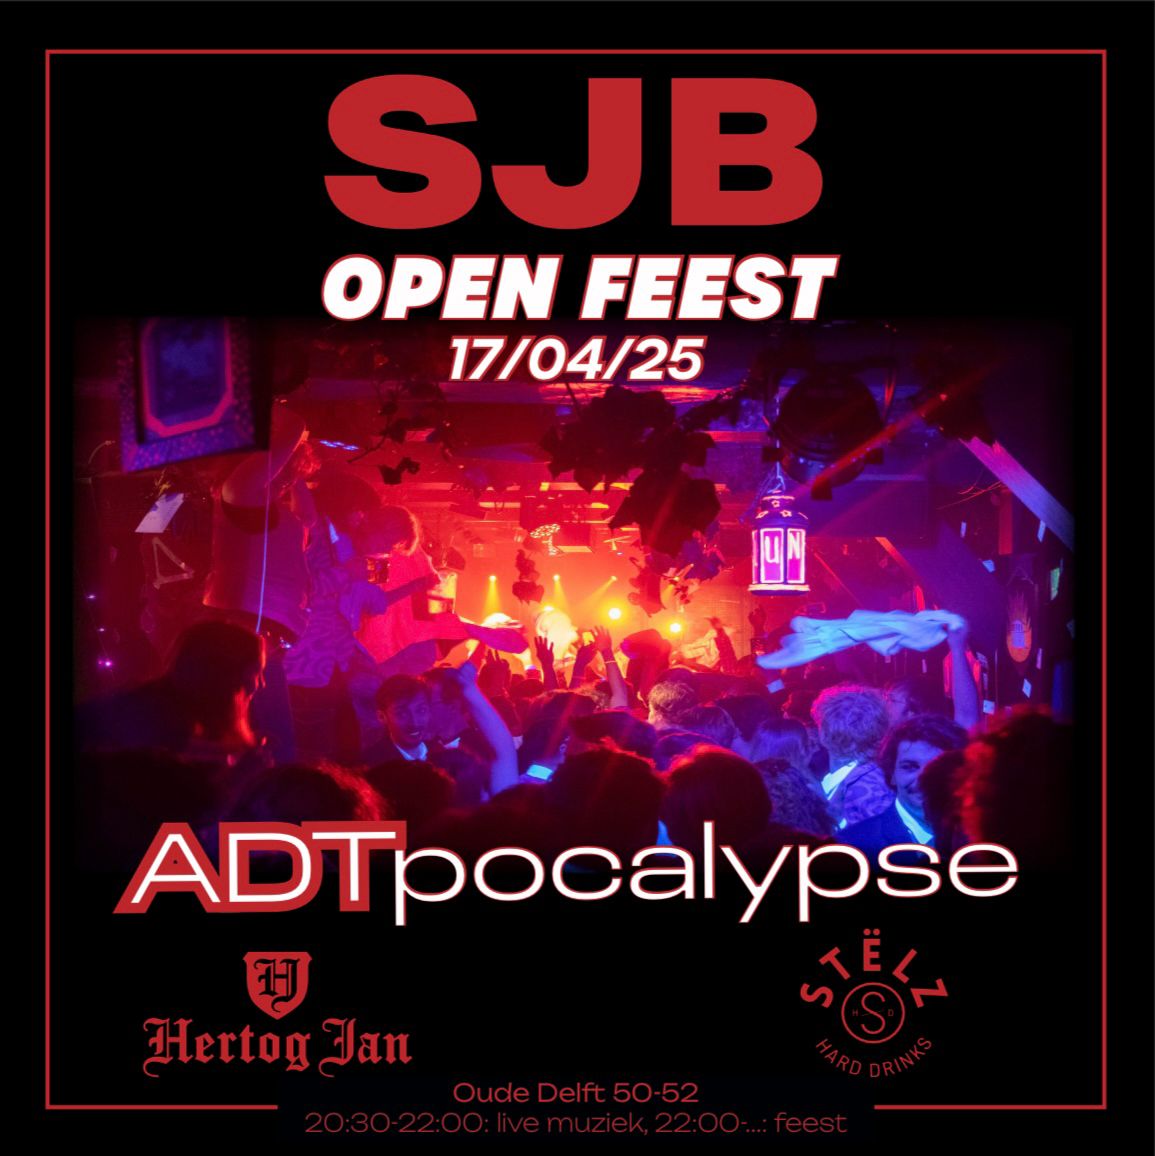 SJB
OPEN FEEST
17/04/25
UN
ADTpocalypse
STËLZ
H S D
HARD DRINKS
H
Hertog Jan
Oude Delft 50-52
20:30-22:00: live muziek, 22:00-...: feest